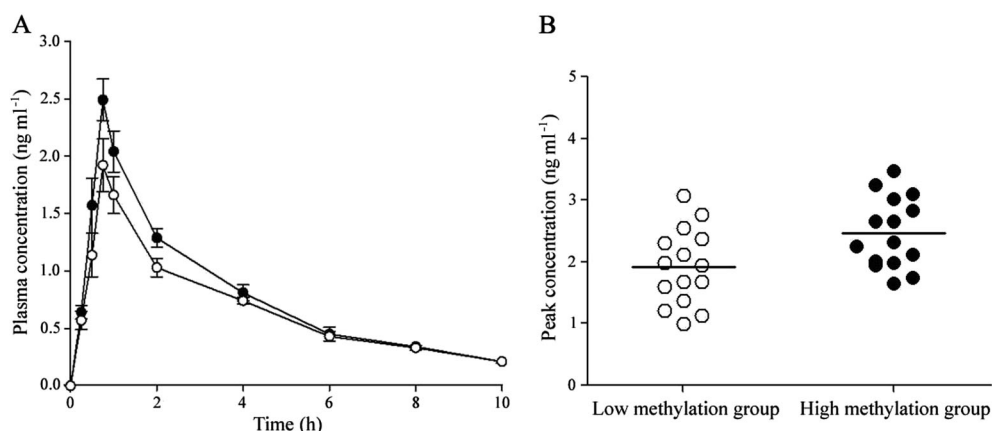 A
Plasma concentration (ng ml⁻¹)
3.0
2.5
2.0
1.5
1.0
0.5
0.0
0 2 4 6 8 10
Time (h)
B
Peak concentration (ng ml⁻¹)
5
4
3
2
1
0
Low methylation group High methylation group